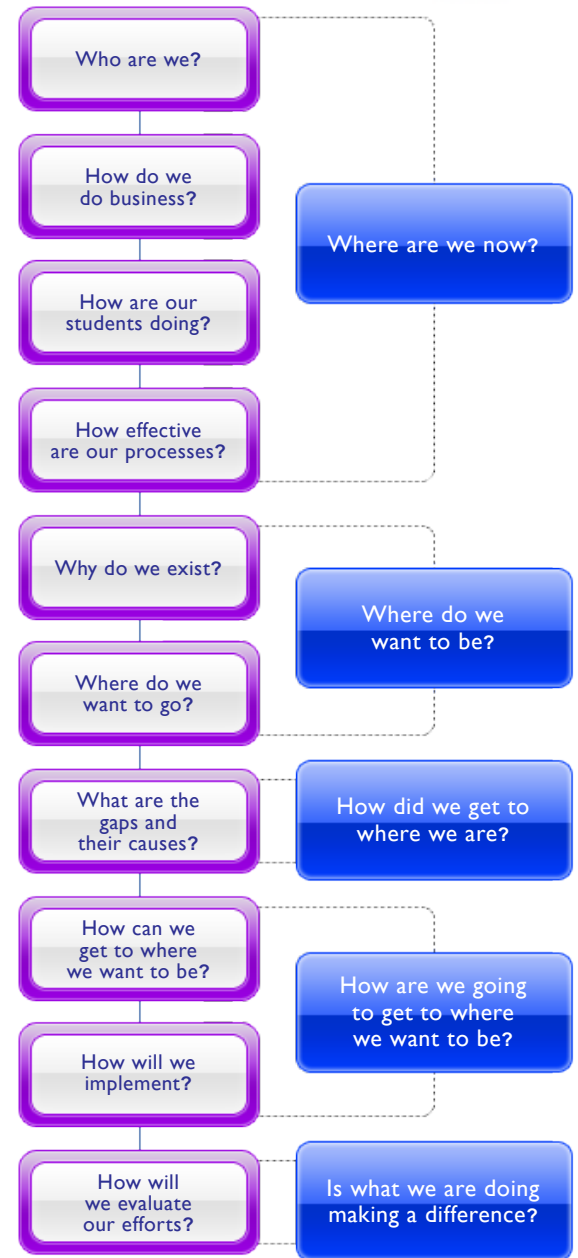 Who are we?
How do we
do business?
Where are we now?
How are our
students doing?
How effective
are our processes?
Why do we exist?
Where do we
want to be?
Where do we
want to go?
What are the
gaps and
their causes?
How did we get to
where we are?
How can we
get to where
we want to be?
How are we going
to get to where
we want to be?
How will we
implement?
How will
we evaluate
our efforts?
Is what we are doing
making a difference?